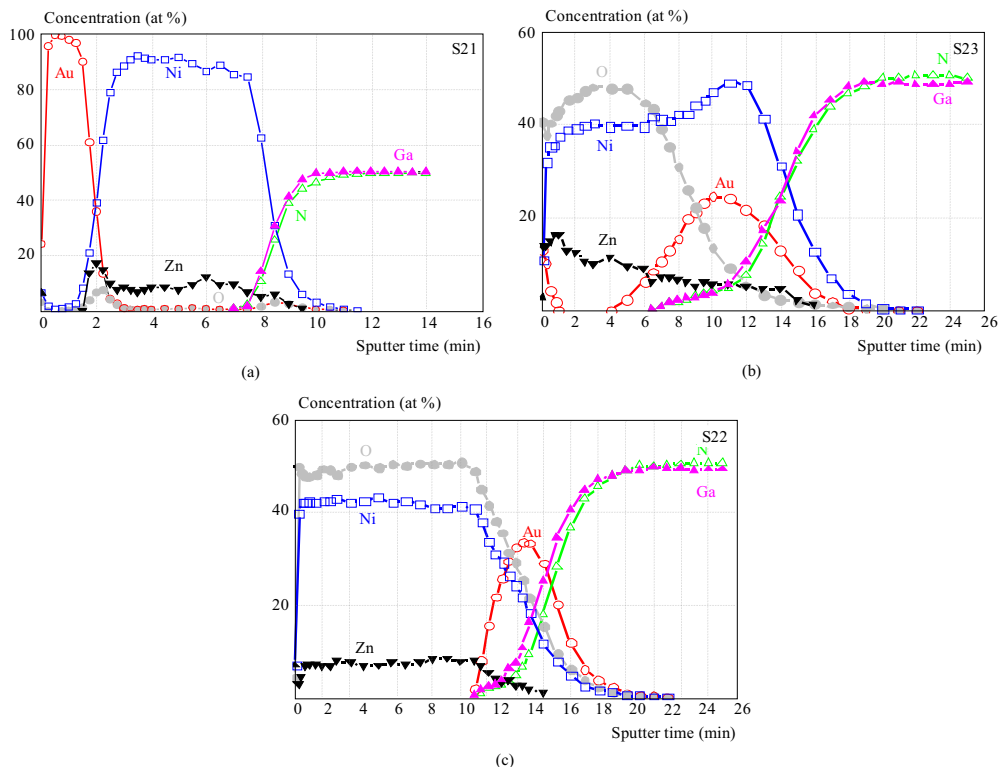 Concentration (at %)
S21
100
80
60
40
20
Au
Ni
Ga
N
Zn
O
0 2 4 6 8 10 12 14 16
Sputter time (min)
(a)
Concentration (at %)
S23
60
40
20
O
N
Ga
Ni
Au
Zn
0 2 4 6 8 10 12 14 16 18 20 22 25 26
Sputter time (min)
(b)
Concentration (at %)
S22
60
40
20
O
N
Ga
Ni
Au
Zn
0 2 4 6 8 10 12 14 16 18 20 22 25 26
Sputter time (min)
(c)